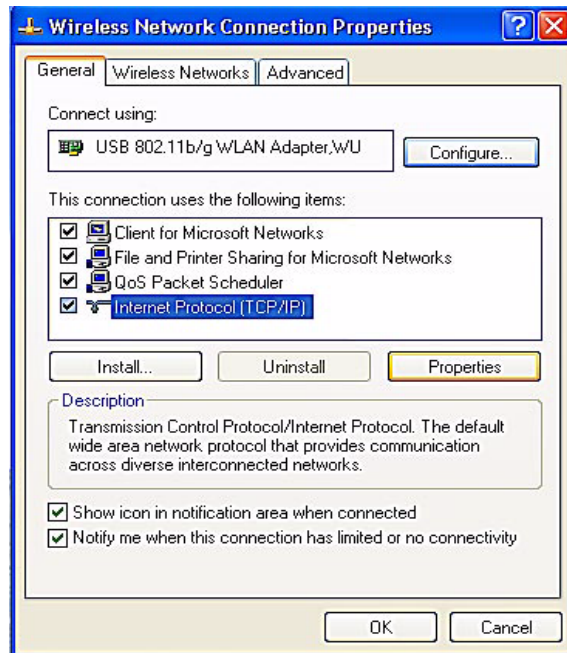 Wireless Network Connection Properties
General Wireless Networks Advanced
Connect using:
USB 802.11b/g WLAN Adapter,WU
Configure...
This connection uses the following items:
Client for Microsoft Networks
File and Printer Sharing for Microsoft Networks
QoS Packet Scheduler
Internet Protocol (TCP/IP)
Install... Uninstall Properties
Description
Transmission Control Protocol/Internet Protocol. The default
wide area network protocol that provides communication
across diverse interconnected networks.
Show icon in notification area when connected
Notify me when this connection has limited or no connectivity
OK Cancel